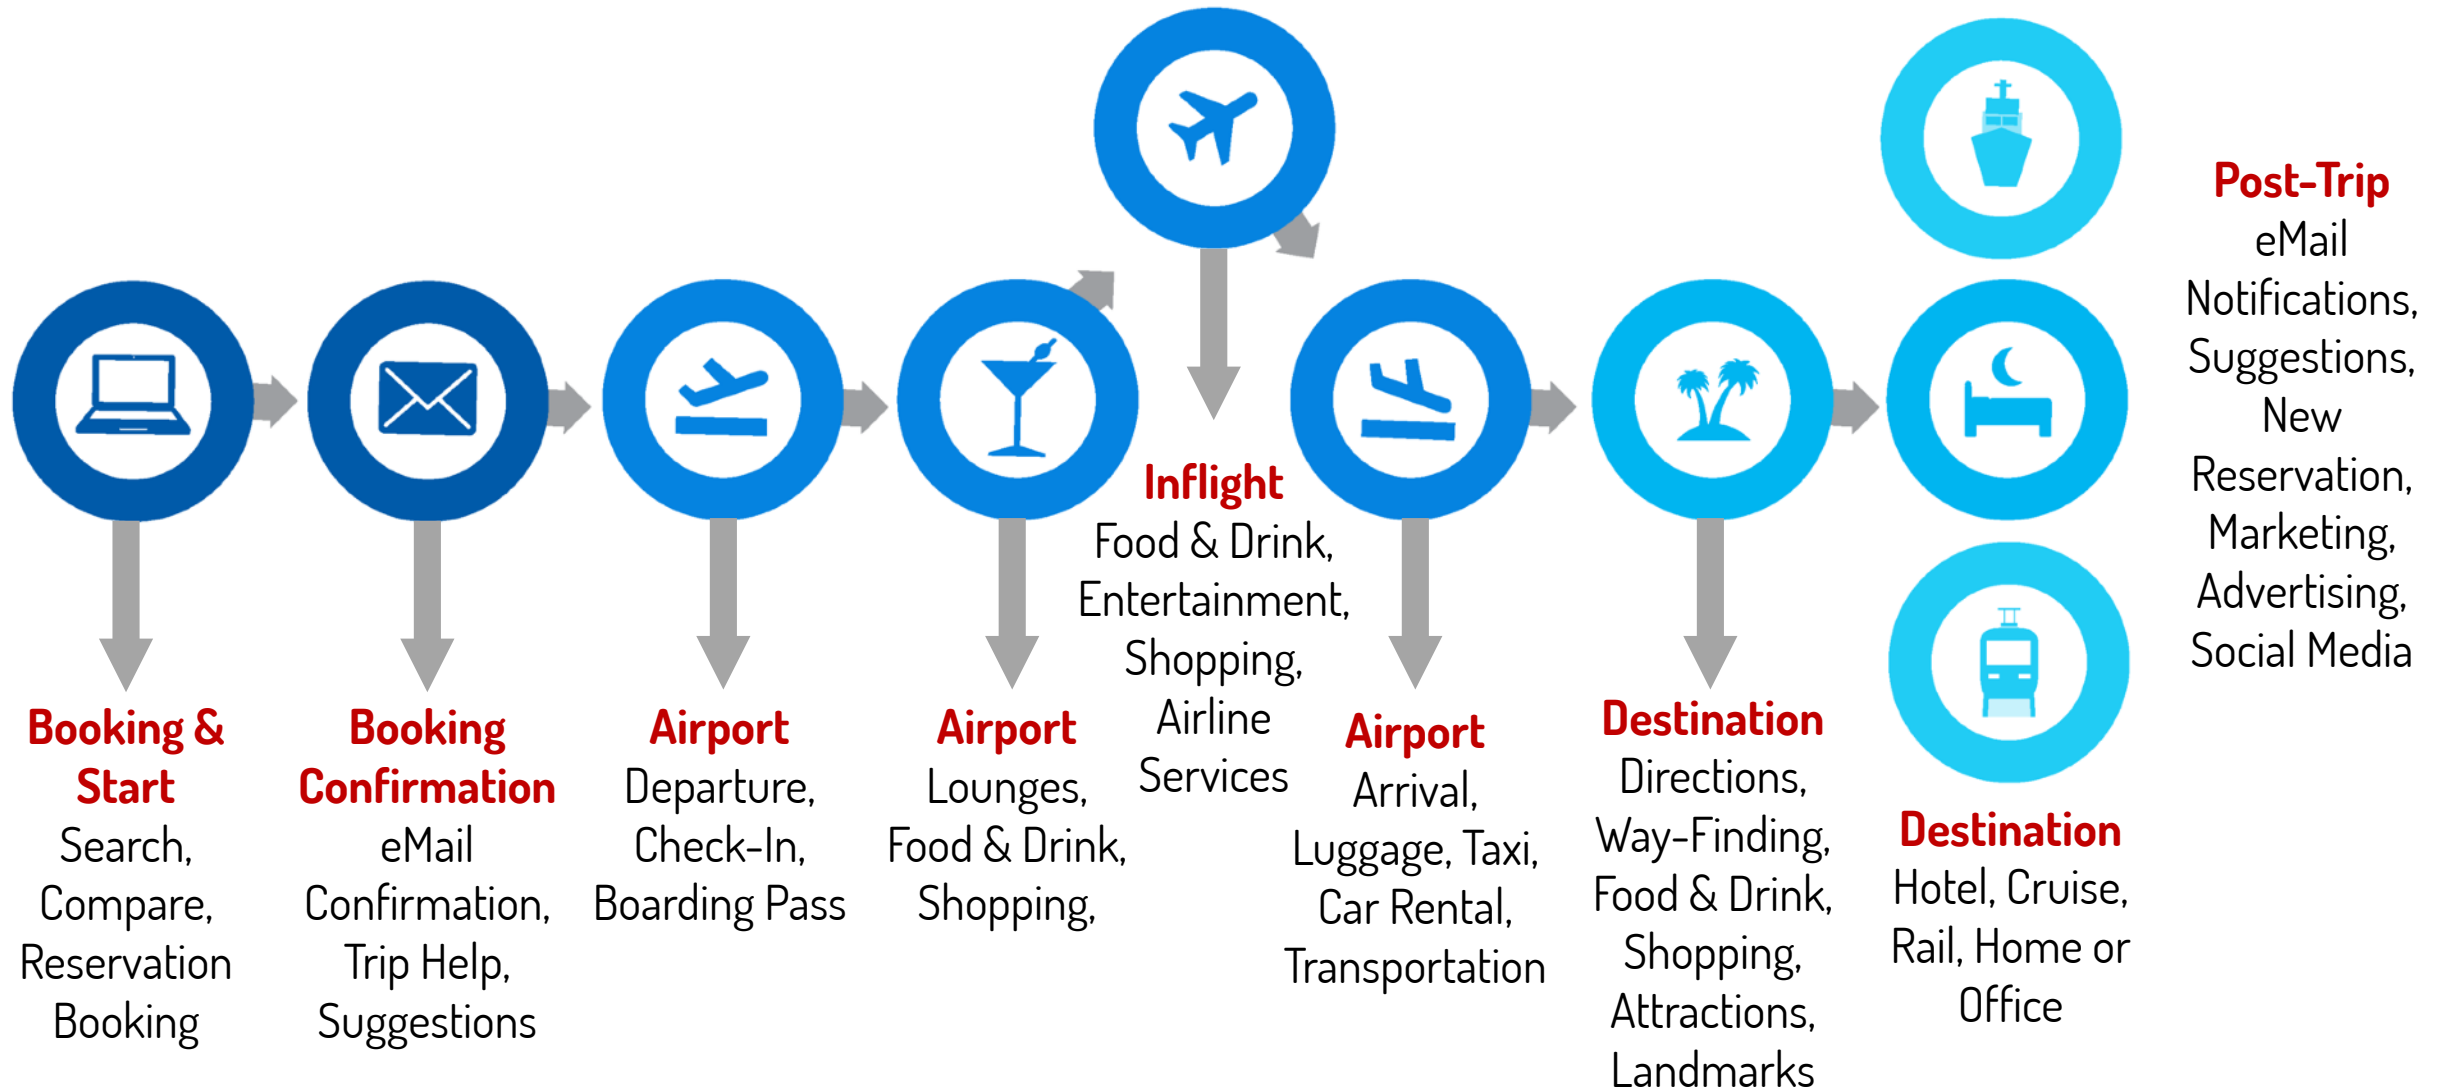 Booking &
Start
Search,
Compare,
Reservation
Booking
Booking
Confirmation
eMail
Confirmation,
Trip Help,
Suggestions
Airport
Departure,
Check-In,
Boarding Pass
Airport
Lounges,
Food & Drink,
Shopping,
Inflight
Food & Drink,
Entertainment,
Shopping,
Airline
Services
Airport
Arrival,
Luggage, Taxi,
Car Rental,
Transportation
Destination
Directions,
Way-Finding,
Food & Drink,
Shopping,
Attractions,
Landmarks
Destination
Hotel, Cruise,
Rail, Home or
Office
Post-Trip
eMail
Notifications,
Suggestions,
New
Reservation,
Marketing,
Advertising,
Social Media